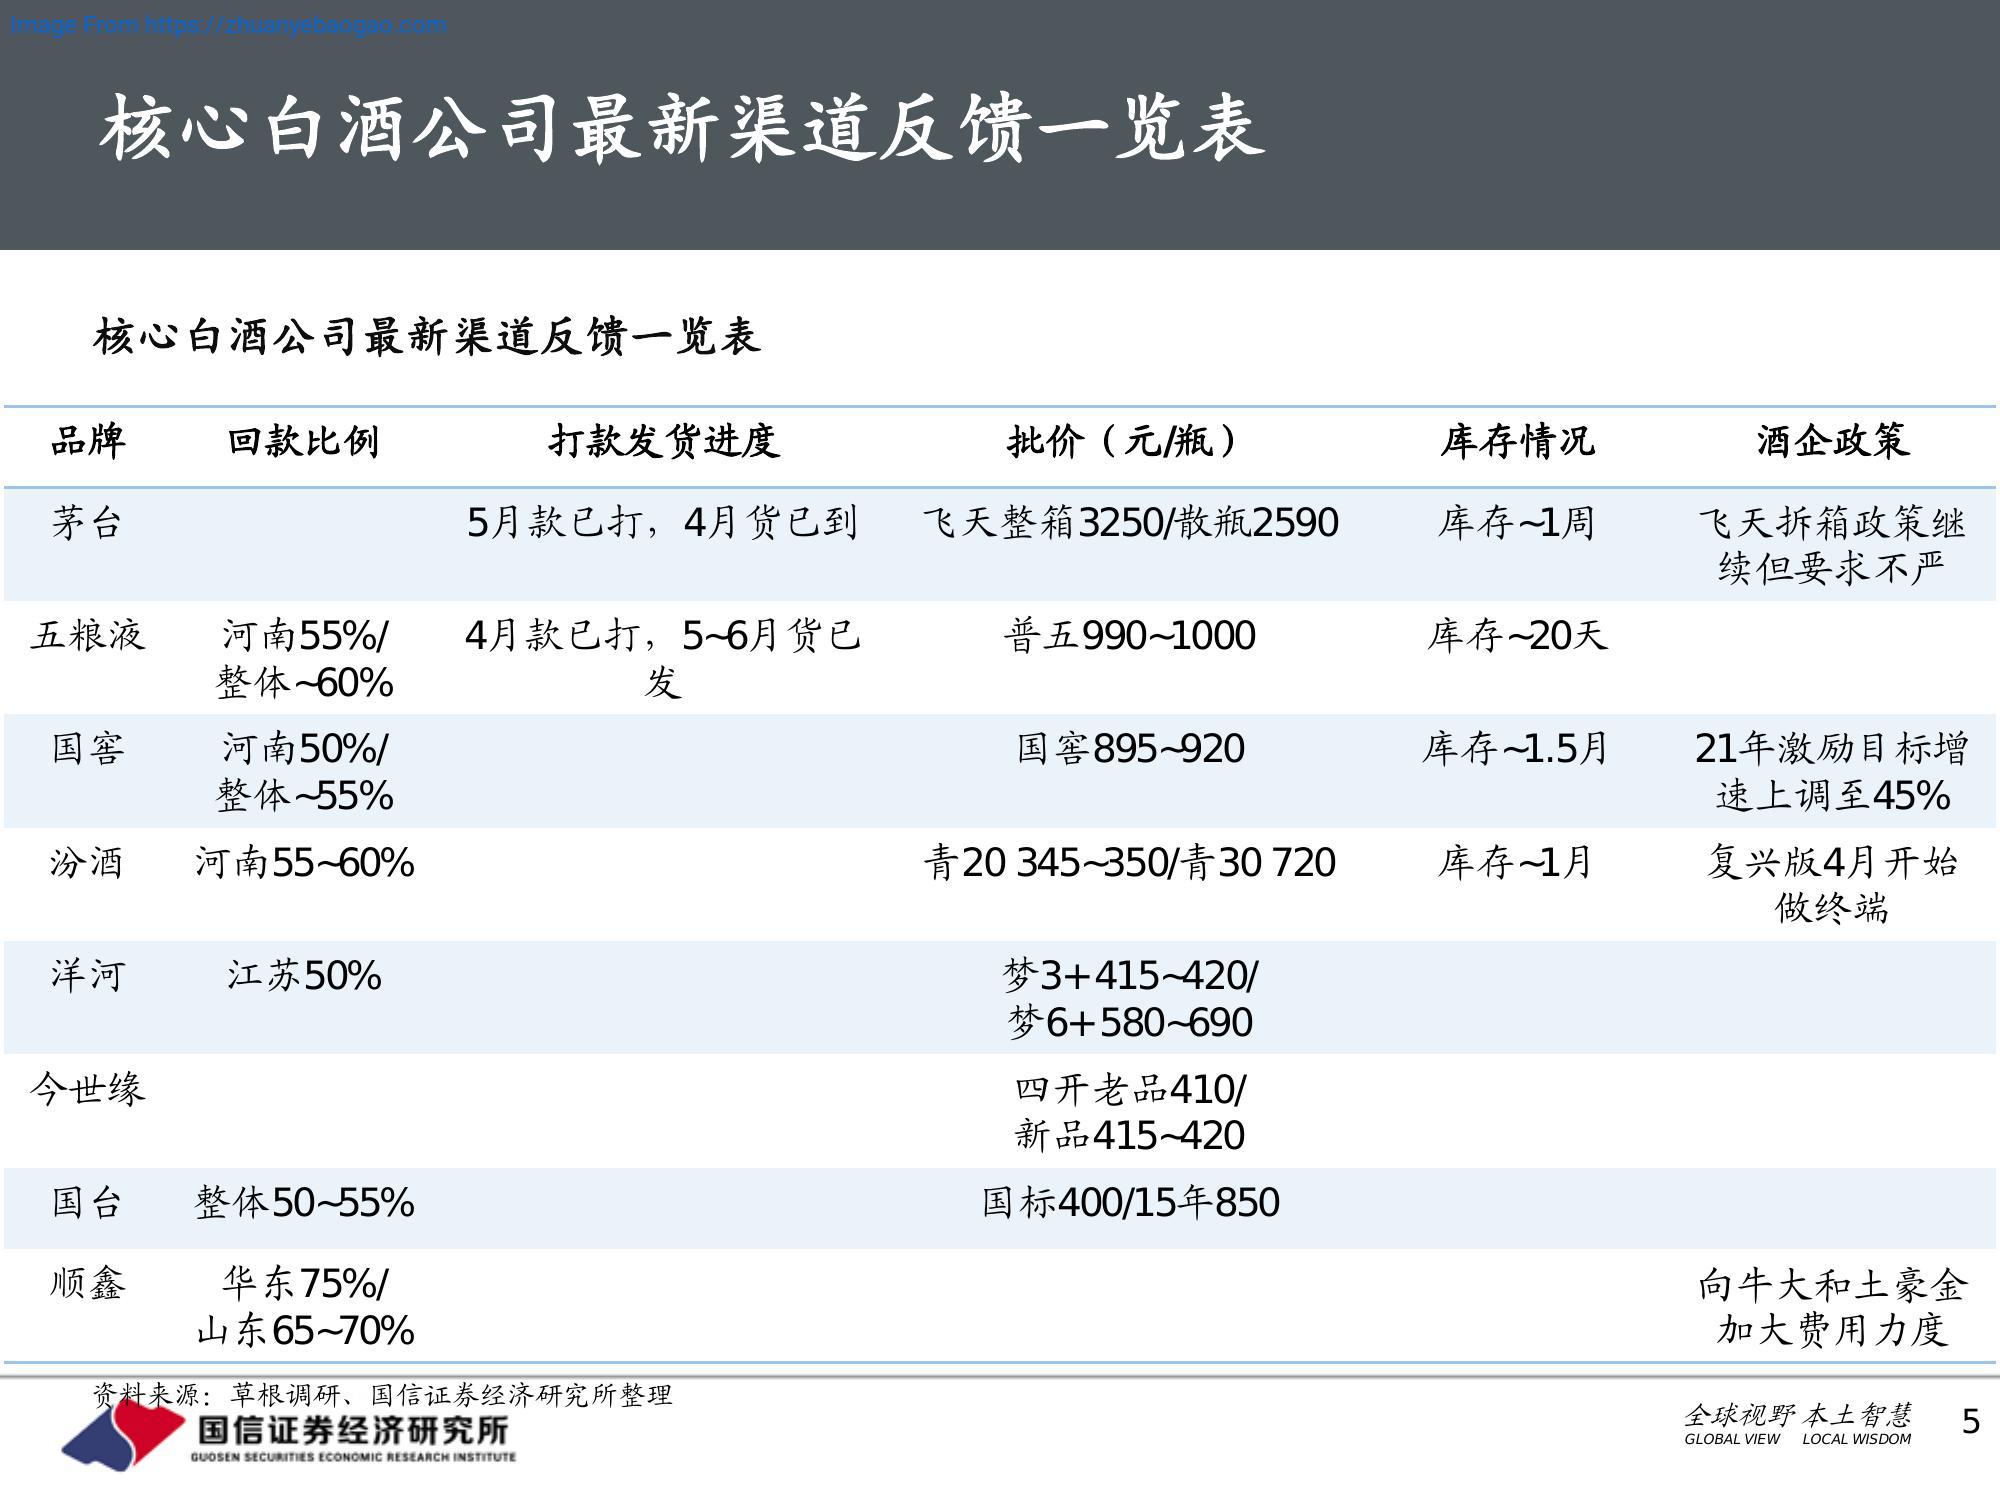 Image From https://zhuanyebaogao.com
核心白酒公司最新渠道反馈一览表
核心白酒公司最新渠道反馈一览表
品牌 回款比例 打款发货进度 批价（元/瓶） 库存情况 酒企政策
茅台 5月款已打，4月货已到 飞天整箱3250/散瓶2590 库存~1周 飞天拆箱政策继
续但要求不严
五粮液 河南55%/ 4月款已打，5~6月货已 普五990~1000 库存~20天
整体~60% 发
国窖 河南50%/ 国窖895~920 库存~1.5月 21年激励目标增
整体~55% 速上调至45%
汾酒 河南55~60% 青20 345~350/青30 720 库存~1月 复兴版4月开始
做终端
洋河 江苏50% 梦3+415~420/
梦6+580~690
今世缘 四开老品410/
新品415~420
国台 整体50~55% 国标400/15年850
顺鑫 华东75%/ 向牛大和土豪金
山东65~70% 加大费用力度
资料来源：草根调研、国信证券经济研究所整理
国信证券经济研究所
GUOSEN SECURITIES ECONOMIC RESEARCH INSTITUTE
全球视野 本土智慧
GLOBAL VIEW LOCAL WISDOM
5